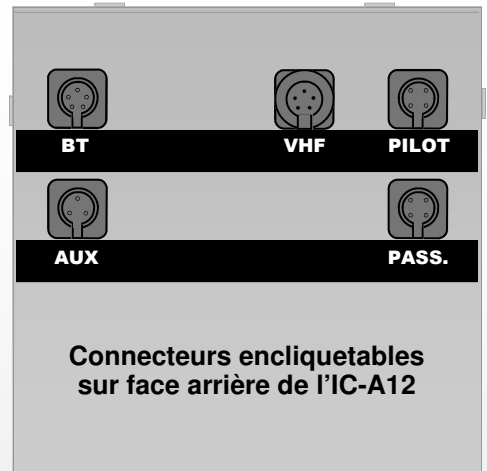 BT VHF PILOT
AUX PASS.
Connecteurs encliquetables
sur face arrière de l'IC-A12